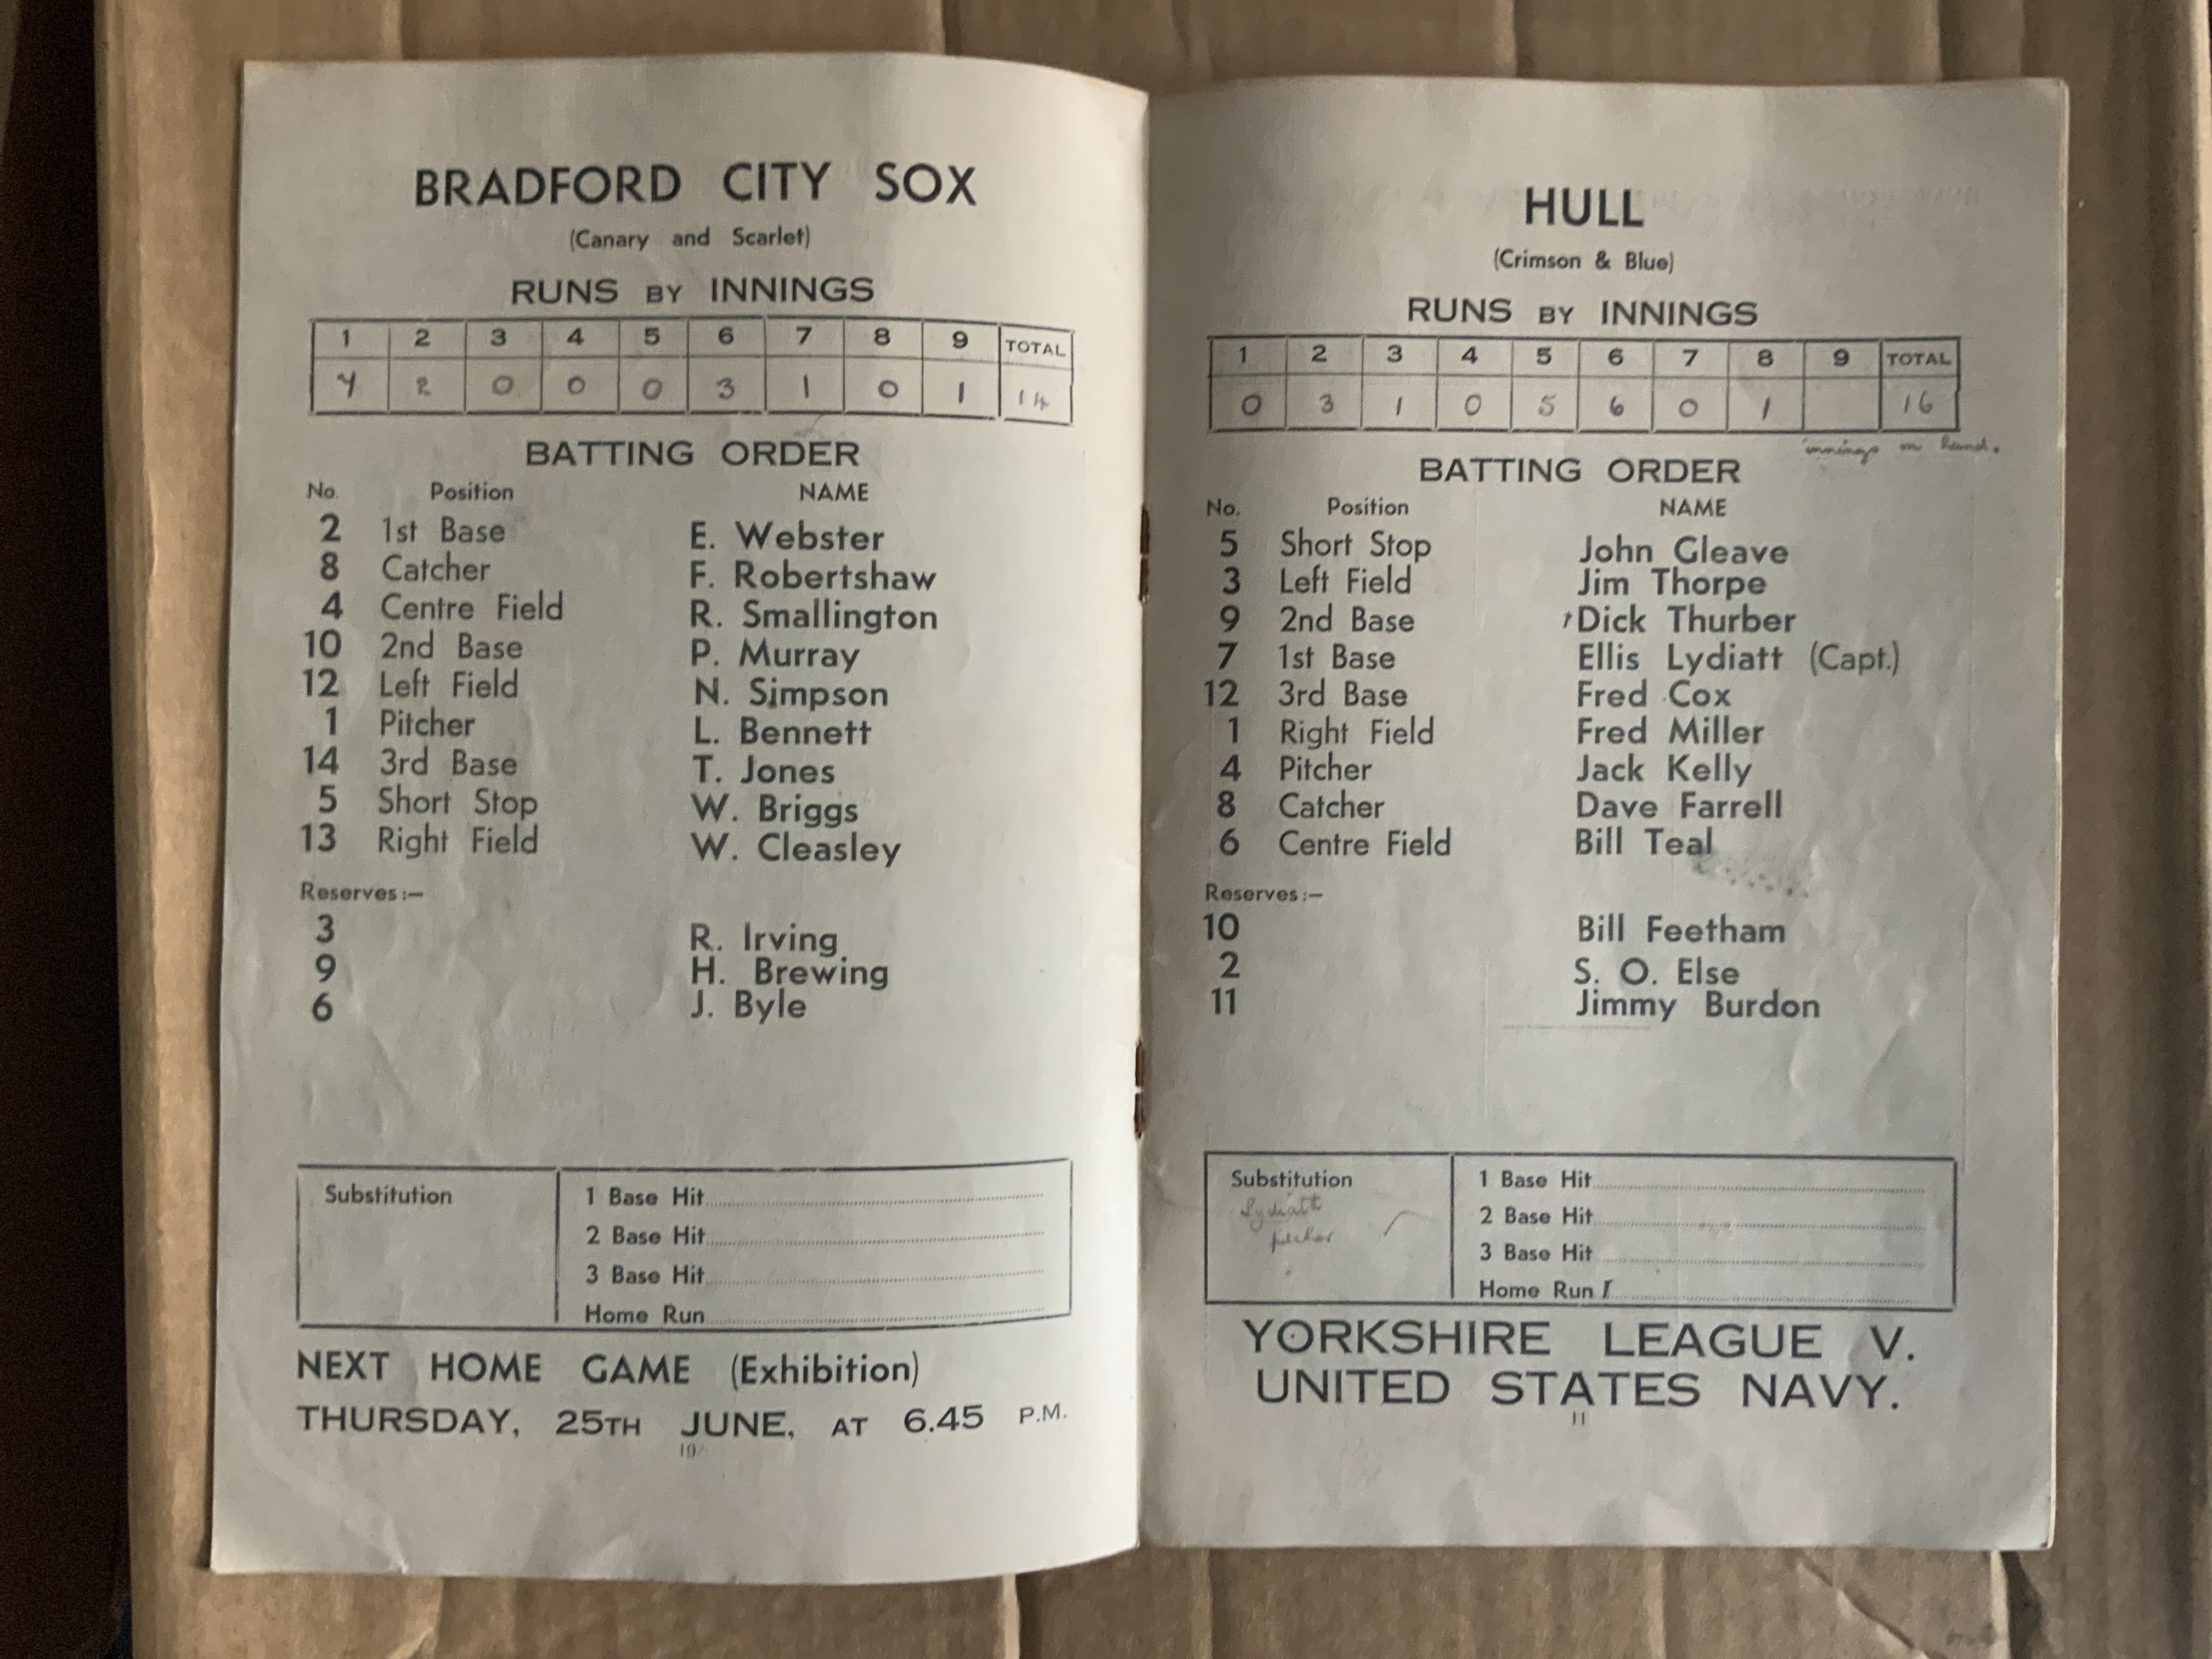 BRADFORD CITY SOX
(Canary and Scarlet)
RUNS BY INNINGS
1 2 3 4 5 6 7 8 9 TOTAL
7 2 0 0 0 3 1 0 1 14
BATTING ORDER
No. Position NAME
2 1st Base E. Webster
8 Catcher F. Robertshaw
4 Centre Field R. Smallington
10 2nd Base P. Murray
12 Left Field N. Simpson
1 Pitcher L. Bennett
14 3rd Base T. Jones
5 Short Stop W. Briggs
13 Right Field W. Cleasley
Reserves :—
3 R. Irving
9 H. Brewing
6 J. Byle
Substitution
1 Base Hit
2 Base Hit
3 Base Hit
Home Run
NEXT HOME GAME (Exhibition)
THURSDAY, 25TH JUNE, AT 6.45 P.M.
10
HULL
(Crimson & Blue)
RUNS BY INNINGS
1 2 3 4 5 6 7 8 9 TOTAL
0 3 1 0 5 6 0 1 16
innings in hand.
BATTING ORDER
No. Position NAME
5 Short Stop John Gleave
3 Left Field Jim Thorpe
9 2nd Base Dick Thurber
7 1st Base Ellis Lydiatt (Capt.)
12 3rd Base Fred Cox
1 Right Field Fred Miller
4 Pitcher Jack Kelly
8 Catcher Dave Farrell
6 Centre Field Bill Teal
Reserves :—
10 Bill Feetham
2 S. O. Else
11 Jimmy Burdon
Substitution
Lydiatt
pitcher
1 Base Hit
2 Base Hit
3 Base Hit
Home Run I
YORKSHIRE LEAGUE V.
UNITED STATES NAVY.
11